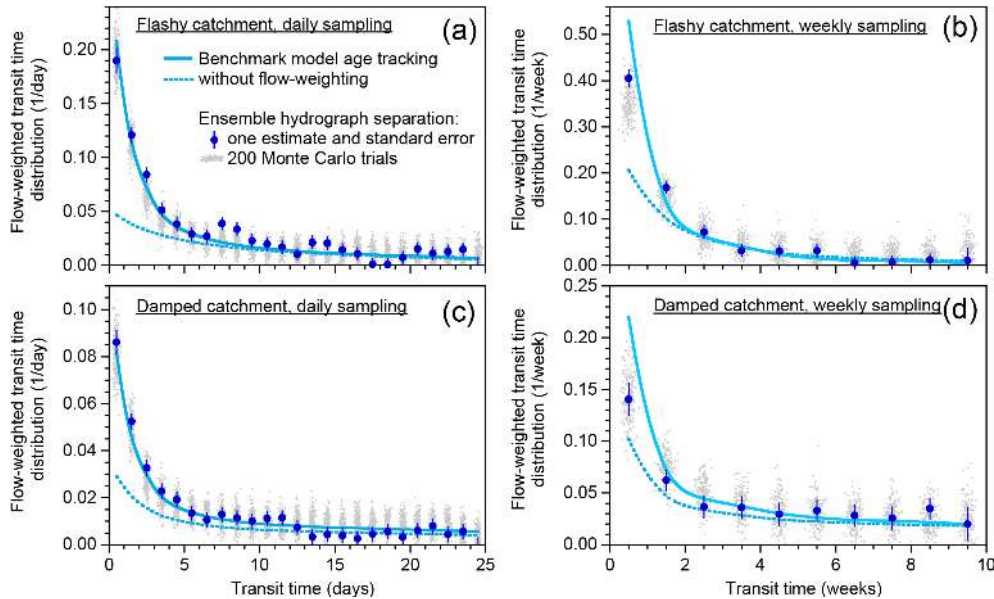 Flashy catchment, daily sampling
(a)
Flow-weighted transit time
distribution (1/day)
0.20
0.15
0.10
0.05
0.00
Benchmark model age tracking
without flow-weighting
Ensemble hydrograph separation:
one estimate and standard error
200 Monte Carlo trials
Flashy catchment, weekly sampling
(b)
Flow-weighted transit time
distribution (1/week)
0.50
0.40
0.30
0.20
0.10
0.00
Damped catchment, daily sampling
(c)
Flow-weighted transit time
distribution (1/day)
0.10
0.08
0.06
0.04
0.02
0.00
0 5 10 15 20 25
Transit time (days)
Damped catchment, weekly sampling
(d)
Flow-weighted transit time
distribution (1/week)
0.25
0.20
0.15
0.10
0.05
0.00
0 2 4 6 8 10
Transit time (weeks)